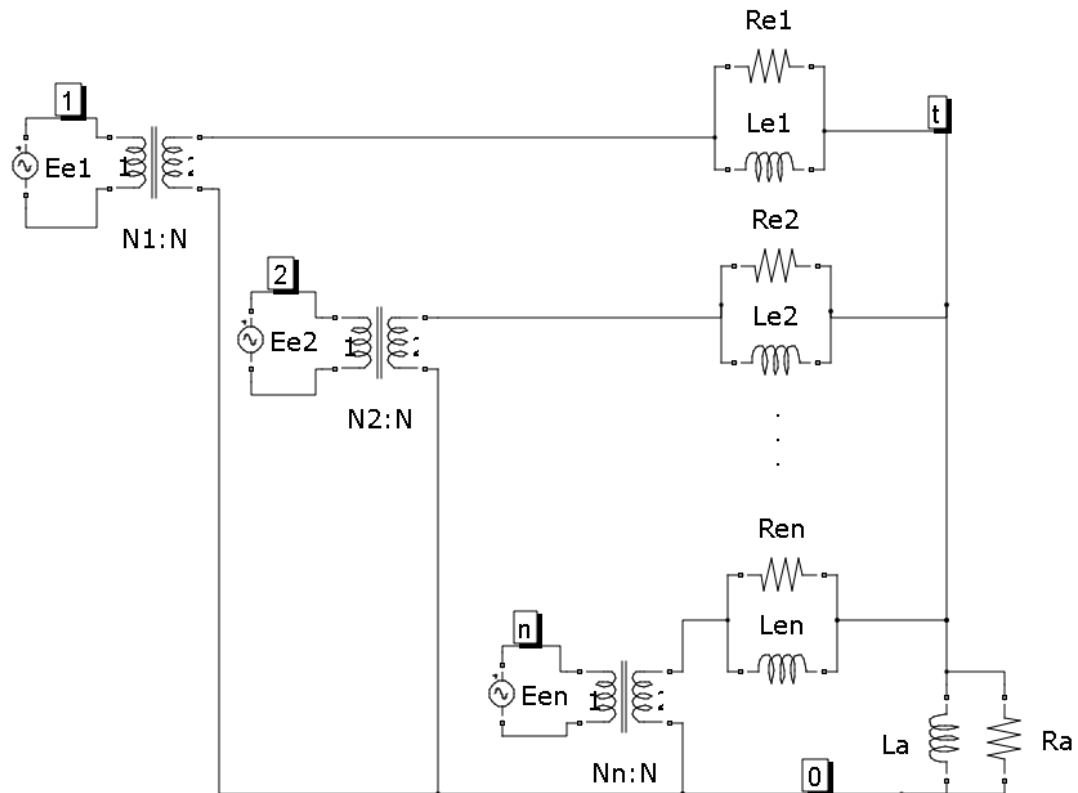 Re1
1
t
Le1
Ee1
1
2
N1:N
Re2
2
Le2
Ee2
1
2
N2:N
. . .
Ren
n
Len
Een
1
2
La
Ra
Nn:N
0